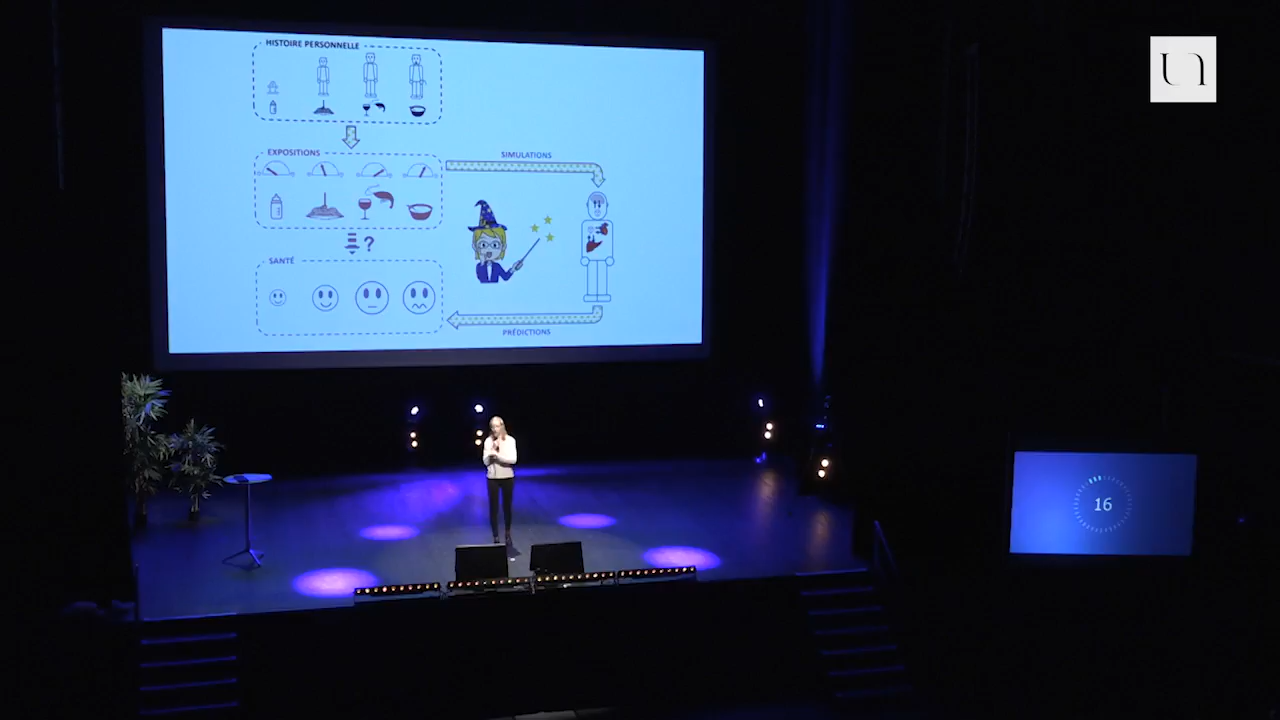 HISTOIRE PERSONNELLE
EXPOSITIONS
SIMULATIONS
?
SANTÉ
PRÉDICTIONS
16